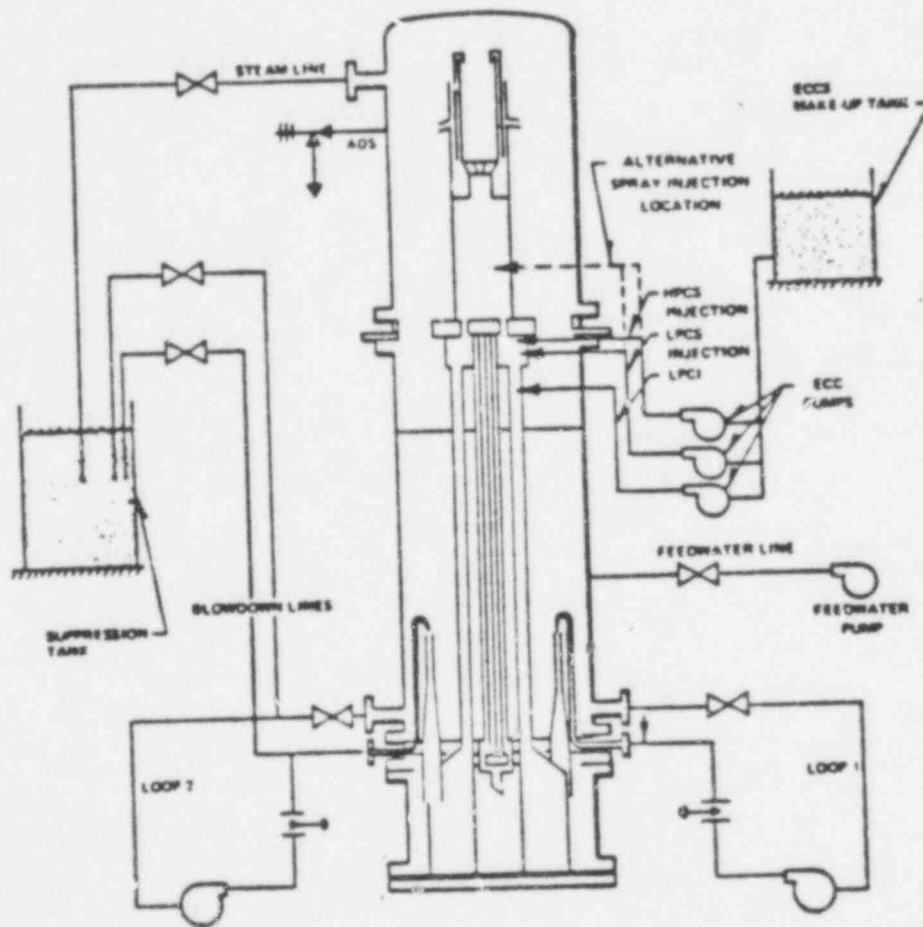 STEAM LINE
ADS
ECCS
MAKE-UP TANK
ALTERNATIVE
SPRAY INJECTION
LOCATION
HPCS
INJECTION
LPCS
INJECTION
LPCI
ECC
PUMPS
FEEDWATER LINE
FEEDWATER
PUMP
BLOWDOWN LINES
SUPPRESSION
TANK
LOOP 2
LOOP 1